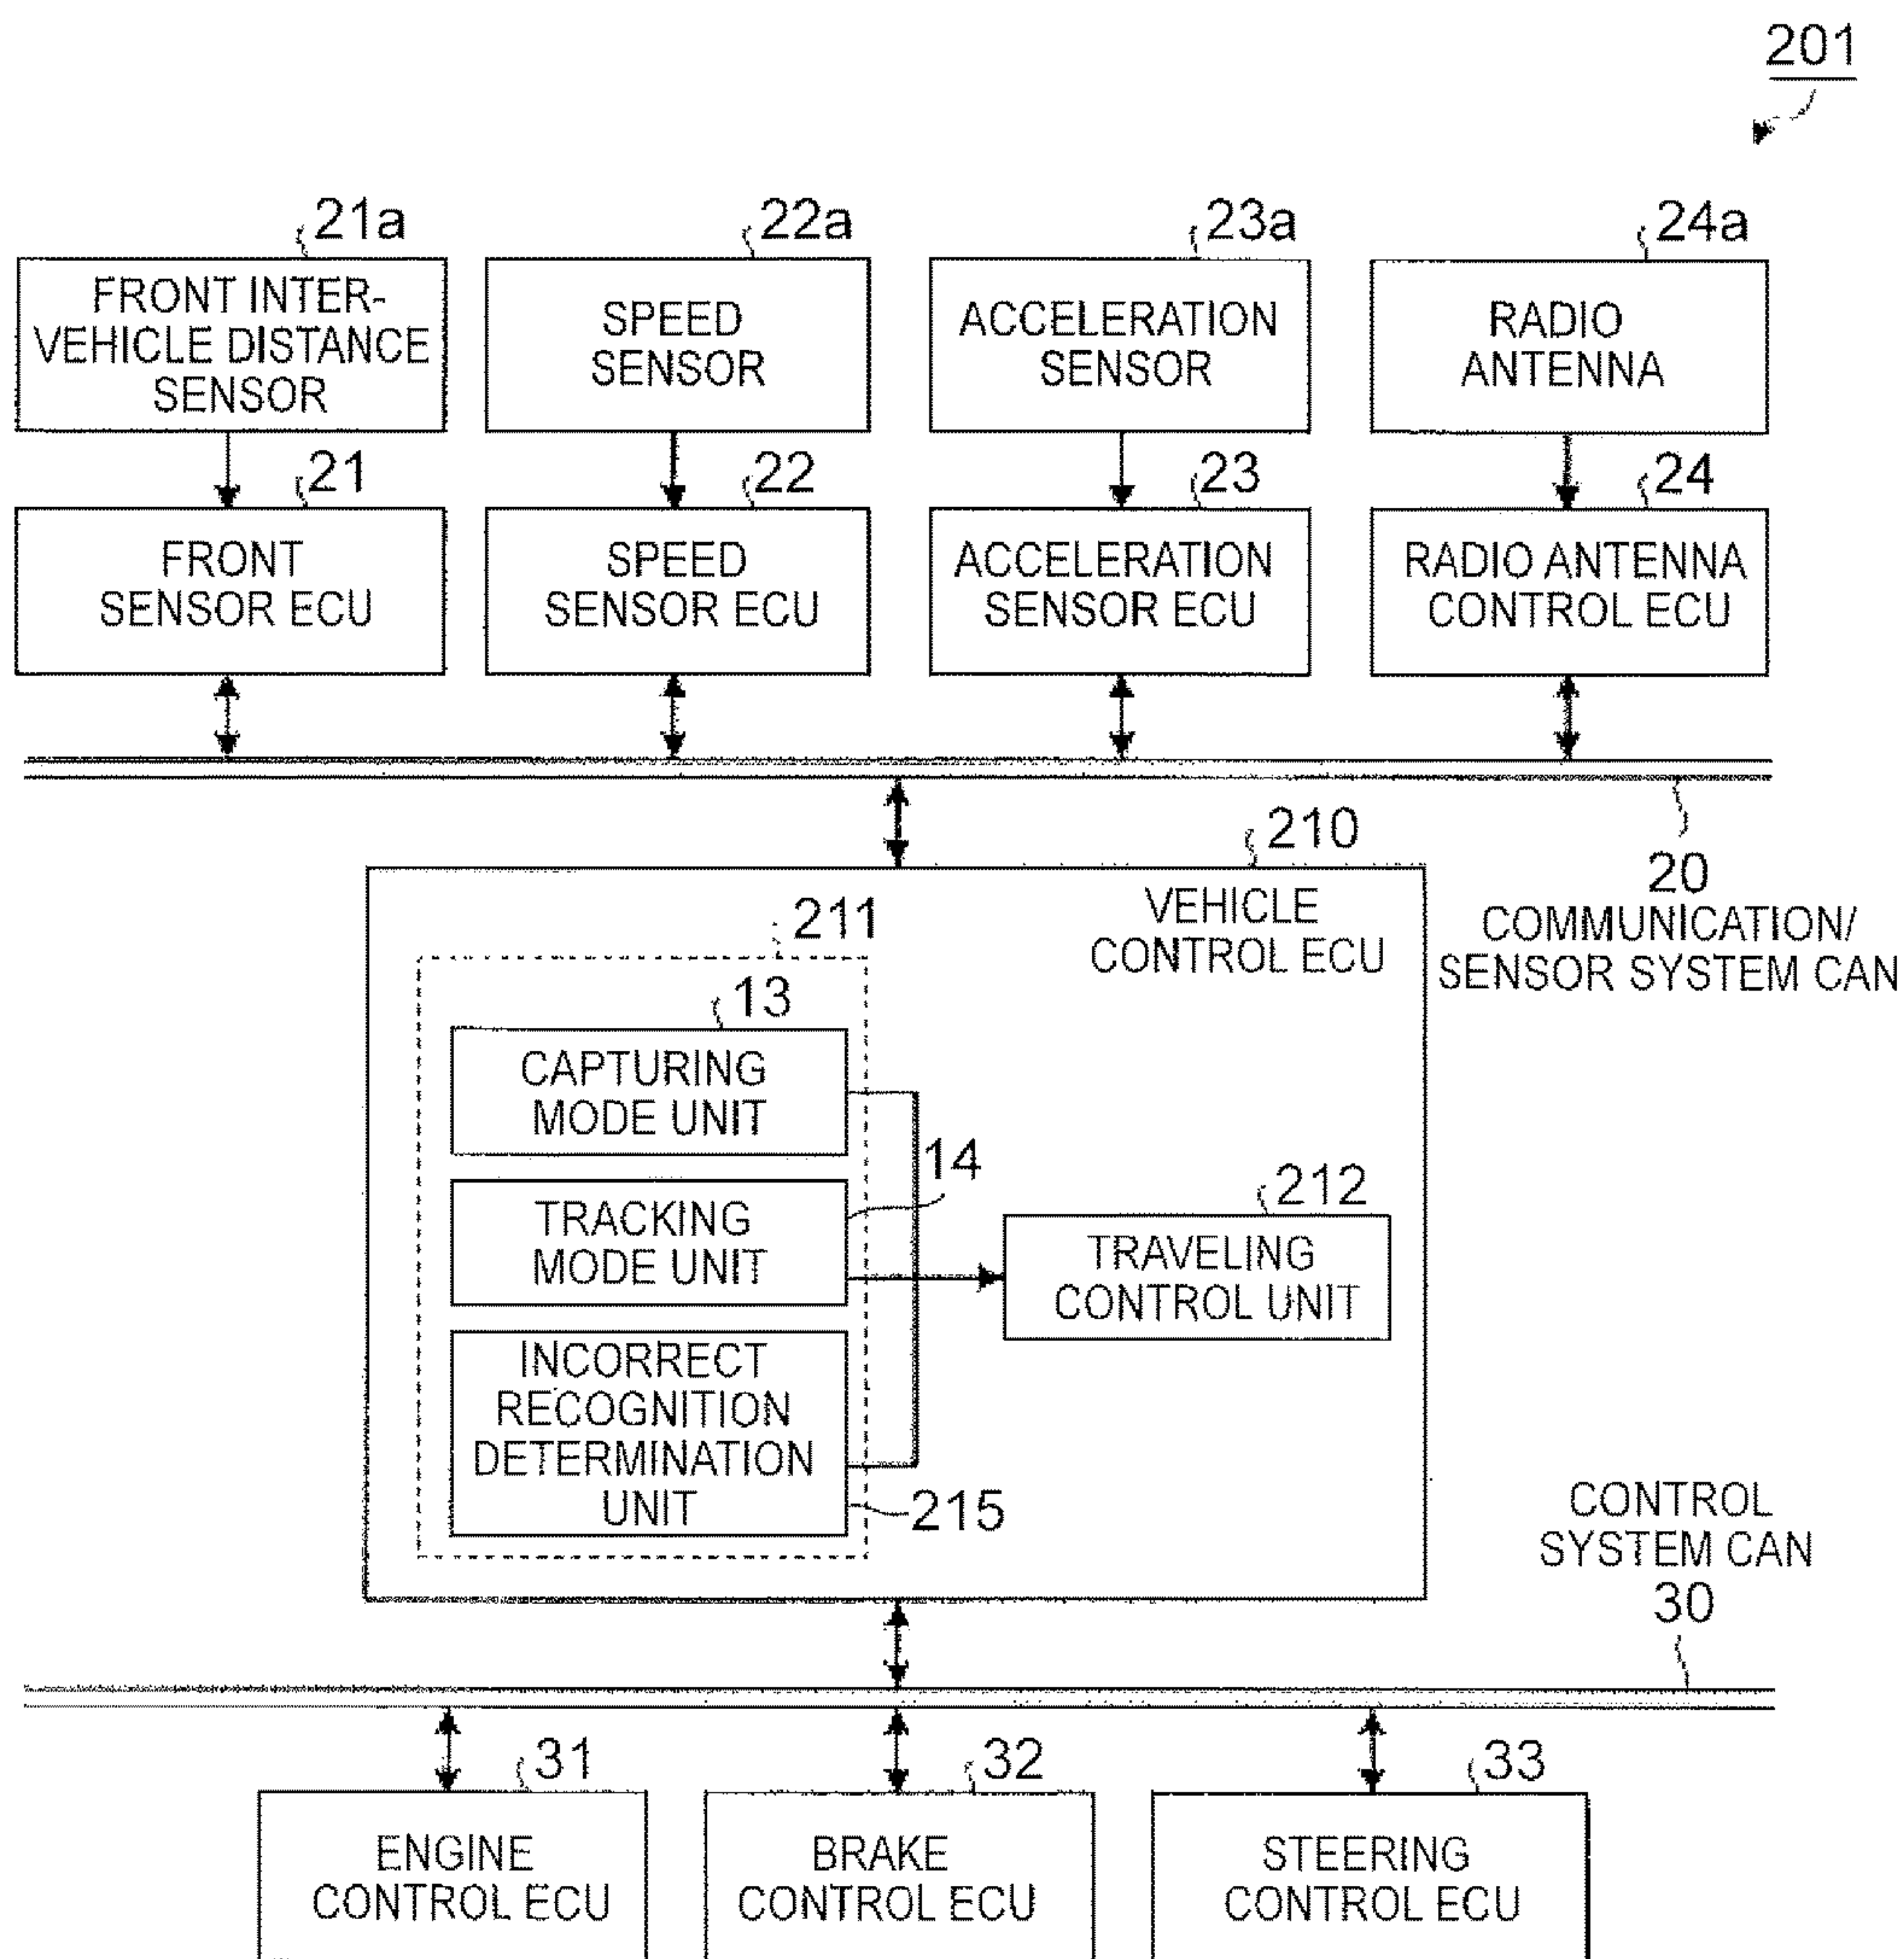 201
21a
22a
23a
24a
FRONT INTER-
VEHICLE DISTANCE
SENSOR
SPEED
SENSOR
ACCELERATION
SENSOR
RADIO
ANTENNA
21
22
23
24
FRONT
SENSOR ECU
SPEED
SENSOR ECU
ACCELERATION
SENSOR ECU
RADIO ANTENNA
CONTROL ECU
210
20
COMMUNICATION/
SENSOR SYSTEM CAN
VEHICLE
CONTROL ECU
211
13
CAPTURING
MODE UNIT
14
TRACKING
MODE UNIT
212
TRAVELING
CONTROL UNIT
INCORRECT
RECOGNITION
DETERMINATION
UNIT
215
CONTROL
SYSTEM CAN
30
31
32
33
ENGINE
CONTROL ECU
BRAKE
CONTROL ECU
STEERING
CONTROL ECU